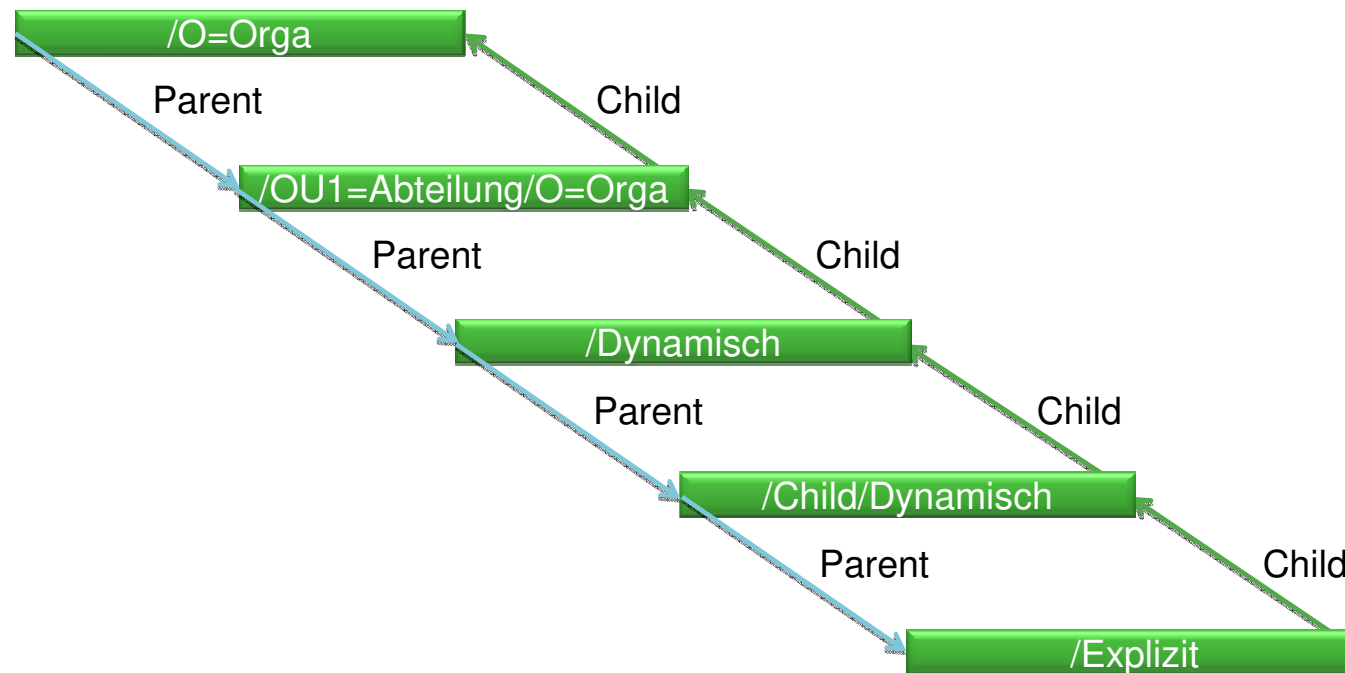 /O=Orga
Parent
Child
/OU1=Abteilung/O=Orga
Parent
Child
/Dynamisch
Parent
Child
/Child/Dynamisch
Parent
Child
/Explizit